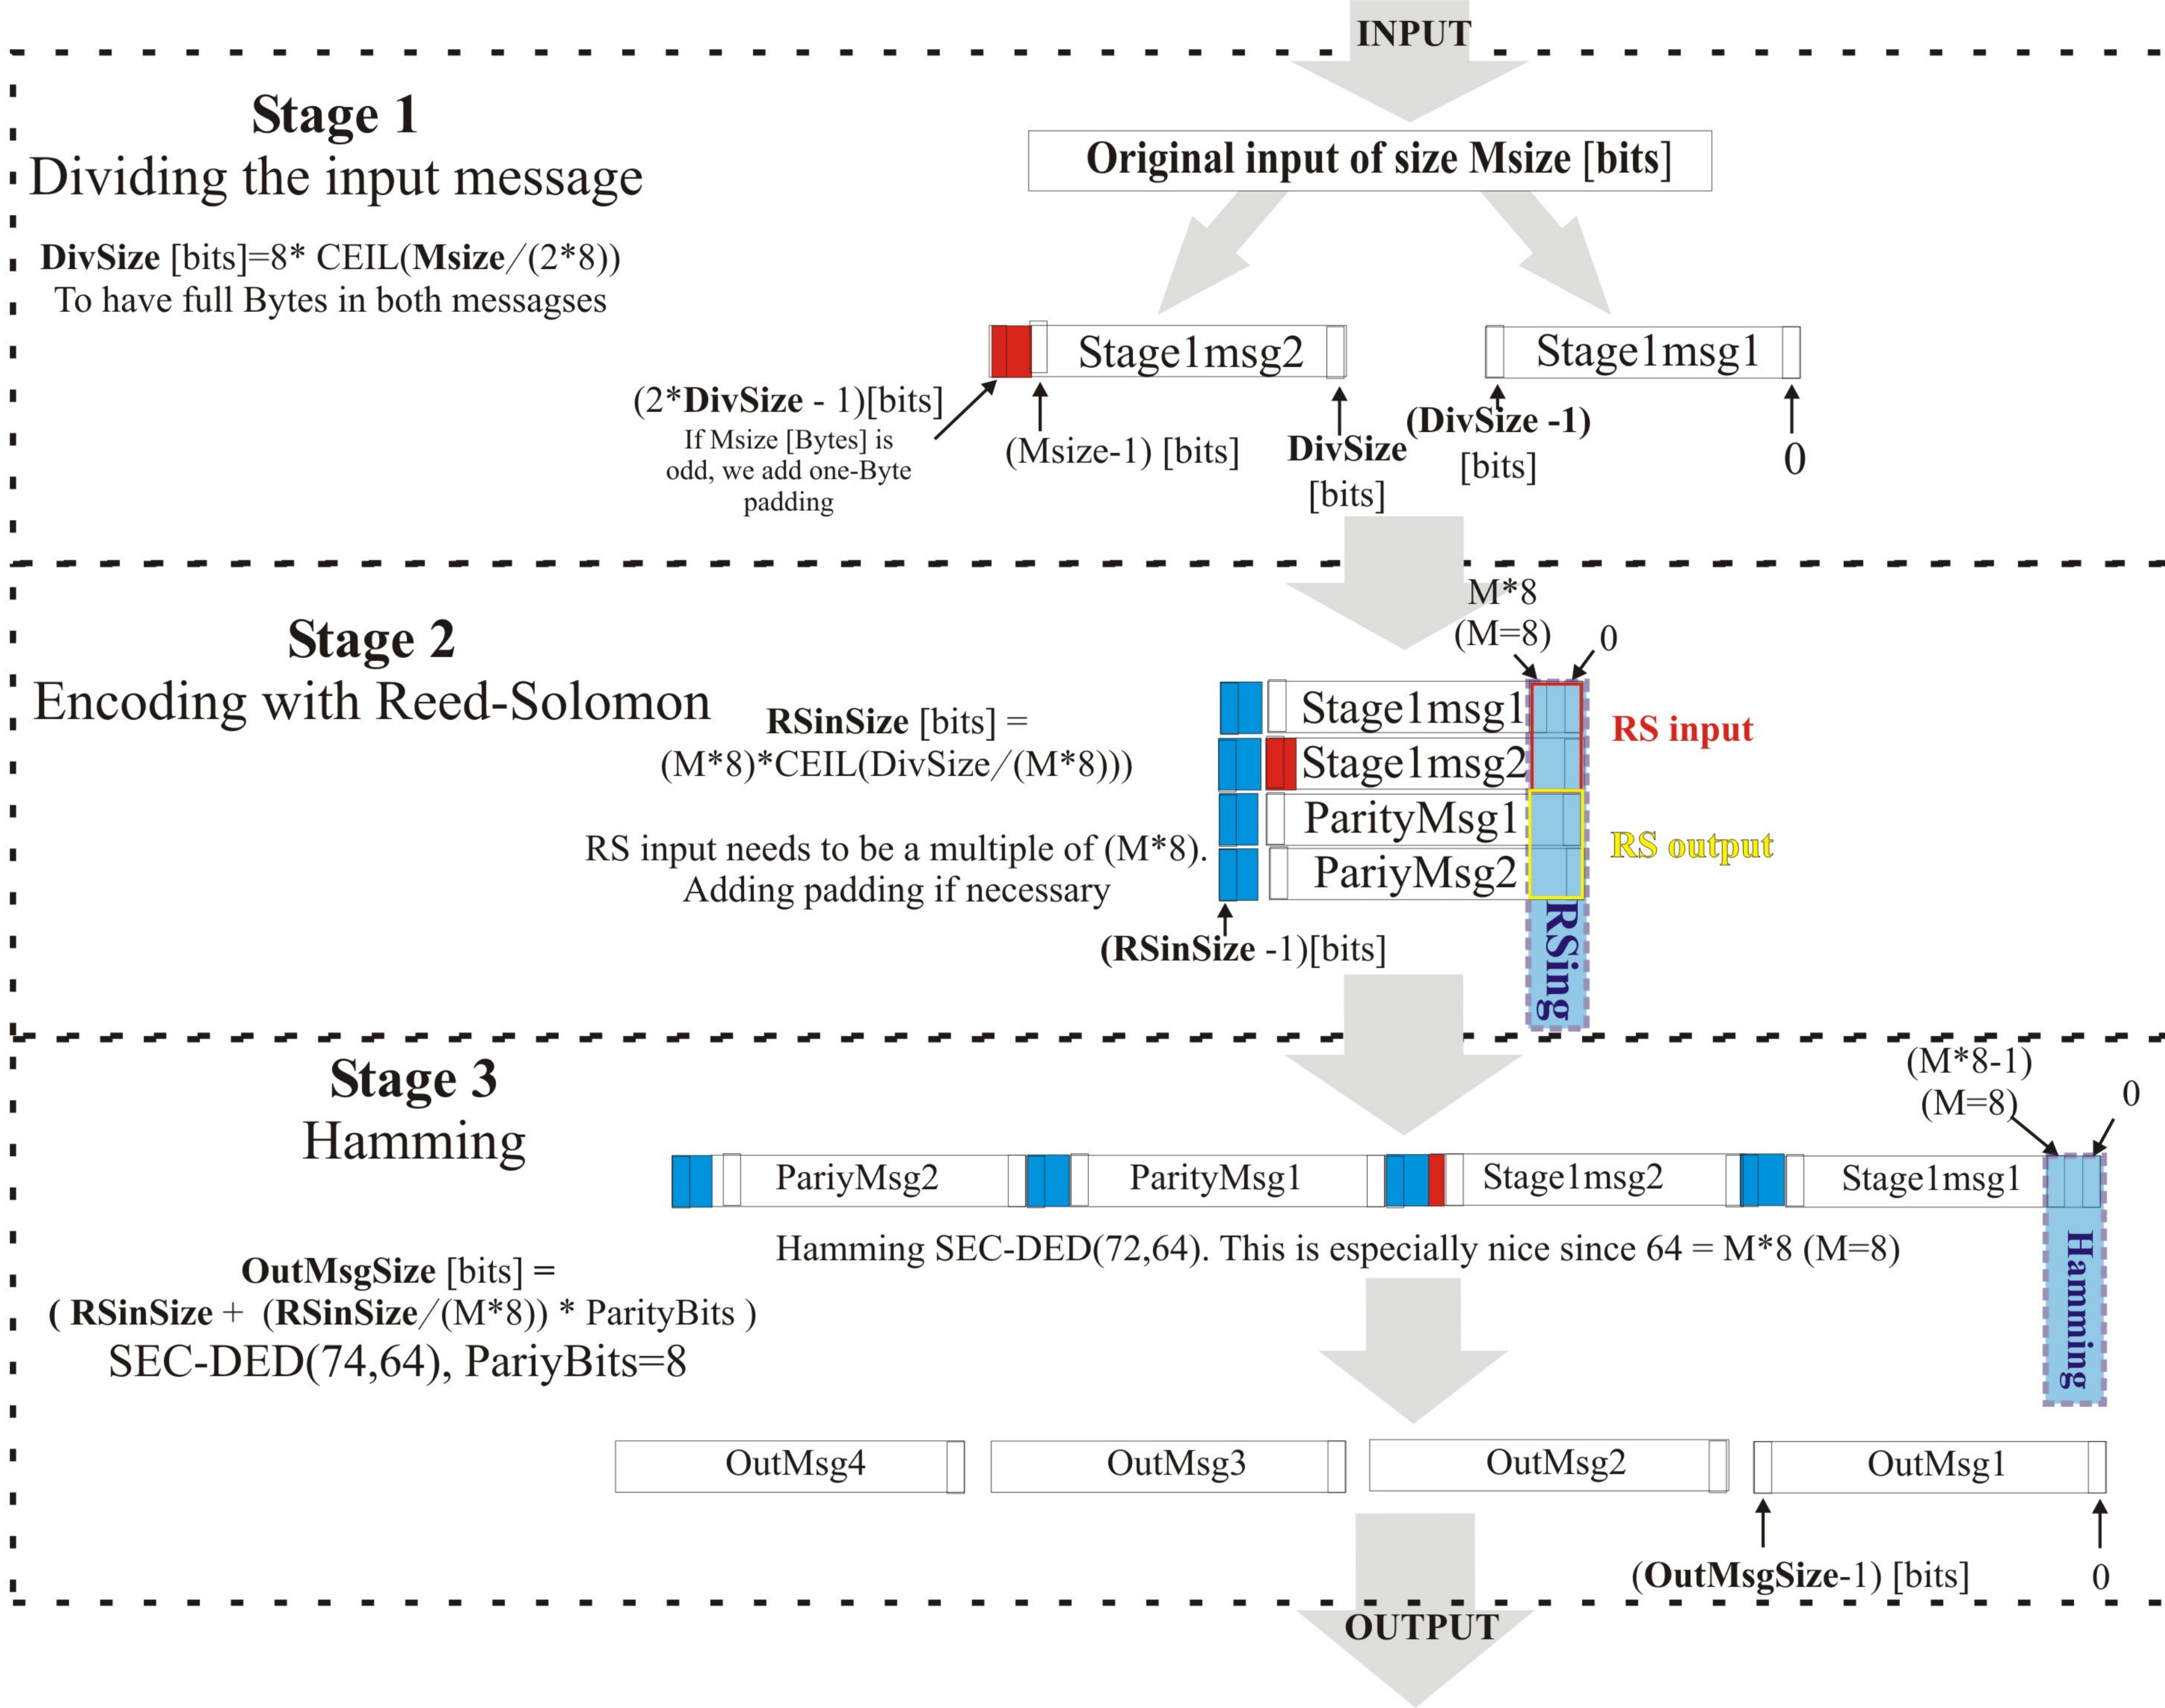 INPUT
Stage 1
Dividing the input message
DivSize [bits]=8* CEIL(Msize/(2*8))
To have full Bytes in both messagses
Original input of size Msize [bits]
Stage1msg2
Stage1msg1
(2*DivSize - 1)[bits]
If Msize [Bytes] is
odd, we add one-Byte
padding
(Msize-1) [bits]
DivSize
[bits]
(DivSize -1)
[bits]
0
Stage 2
Encoding with Reed-Solomon
RSinSize [bits] =
(M*8)*CEIL(DivSize/(M*8)))
RS input needs to be a multiple of (M*8).
Adding padding if necessary
M*8
(M=8)
0
Stage1msg1
Stage1msg2
ParityMsg1
PariyMsg2
RS input
RS output
RSing
(RSinSize -1)[bits]
Stage 3
Hamming
(M*8-1)
(M=8)
0
PariyMsg2
ParityMsg1
Stage1msg2
Stage1msg1
Hamming
Hamming SEC-DED(72,64). This is especially nice since 64 = M*8 (M=8)
OutMsgSize [bits] =
( RSinSize + (RSinSize/(M*8)) * ParityBits )
SEC-DED(74,64), PariyBits=8
OutMsg4
OutMsg3
OutMsg2
OutMsg1
(OutMsgSize-1) [bits]
0
OUTPUT